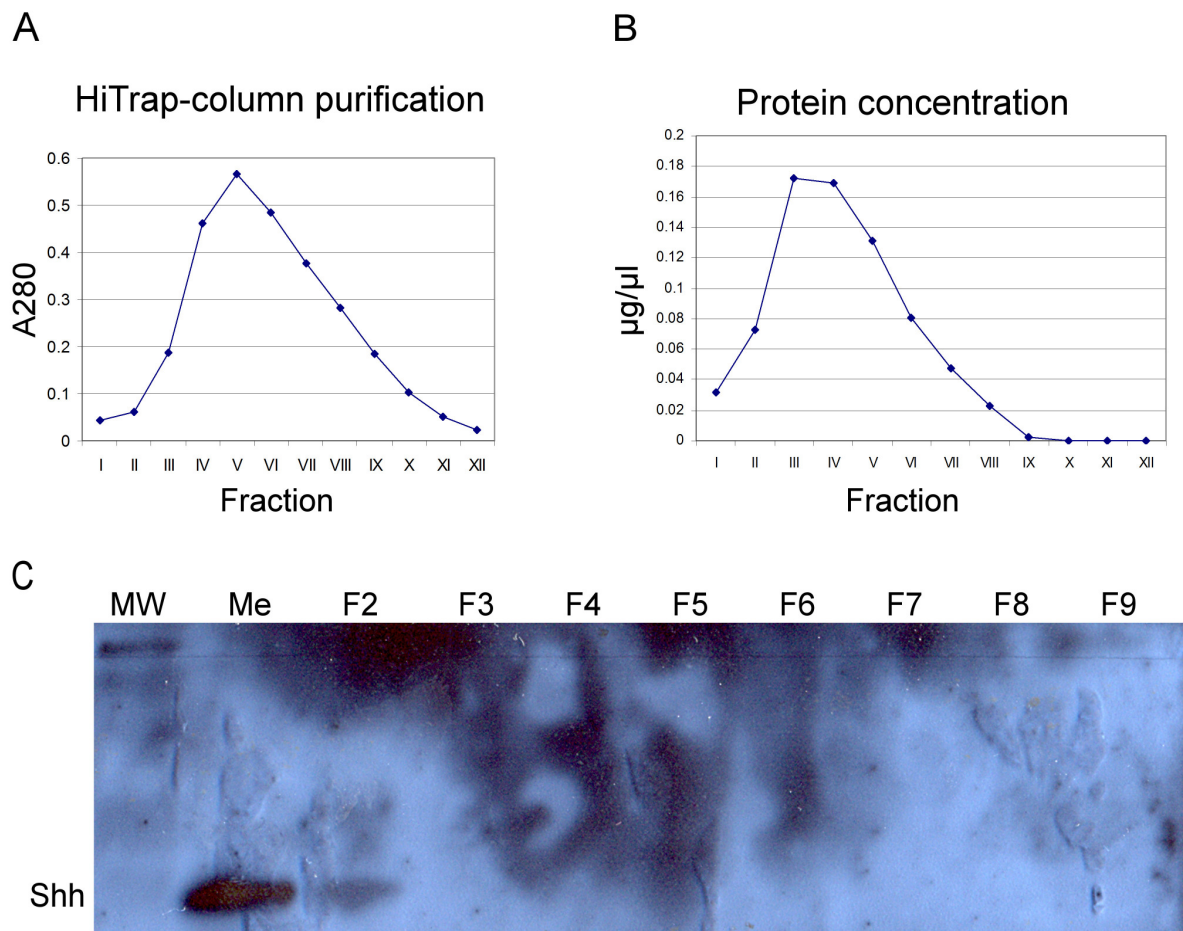 A
HiTrap-column purification
0.6
0.5
0.4
0.3
0.2
0.1
0
A280
I II III IV V VI VII VIII IX X XI XII
Fraction
B
Protein concentration
0.2
0.18
0.16
0.14
0.12
0.1
0.08
0.06
0.04
0.02
0
µg/µl
I II III IV V VI VII VIII IX X XI XII
Fraction
C
MW Me F2 F3 F4 F5 F6 F7 F8 F9
Shh